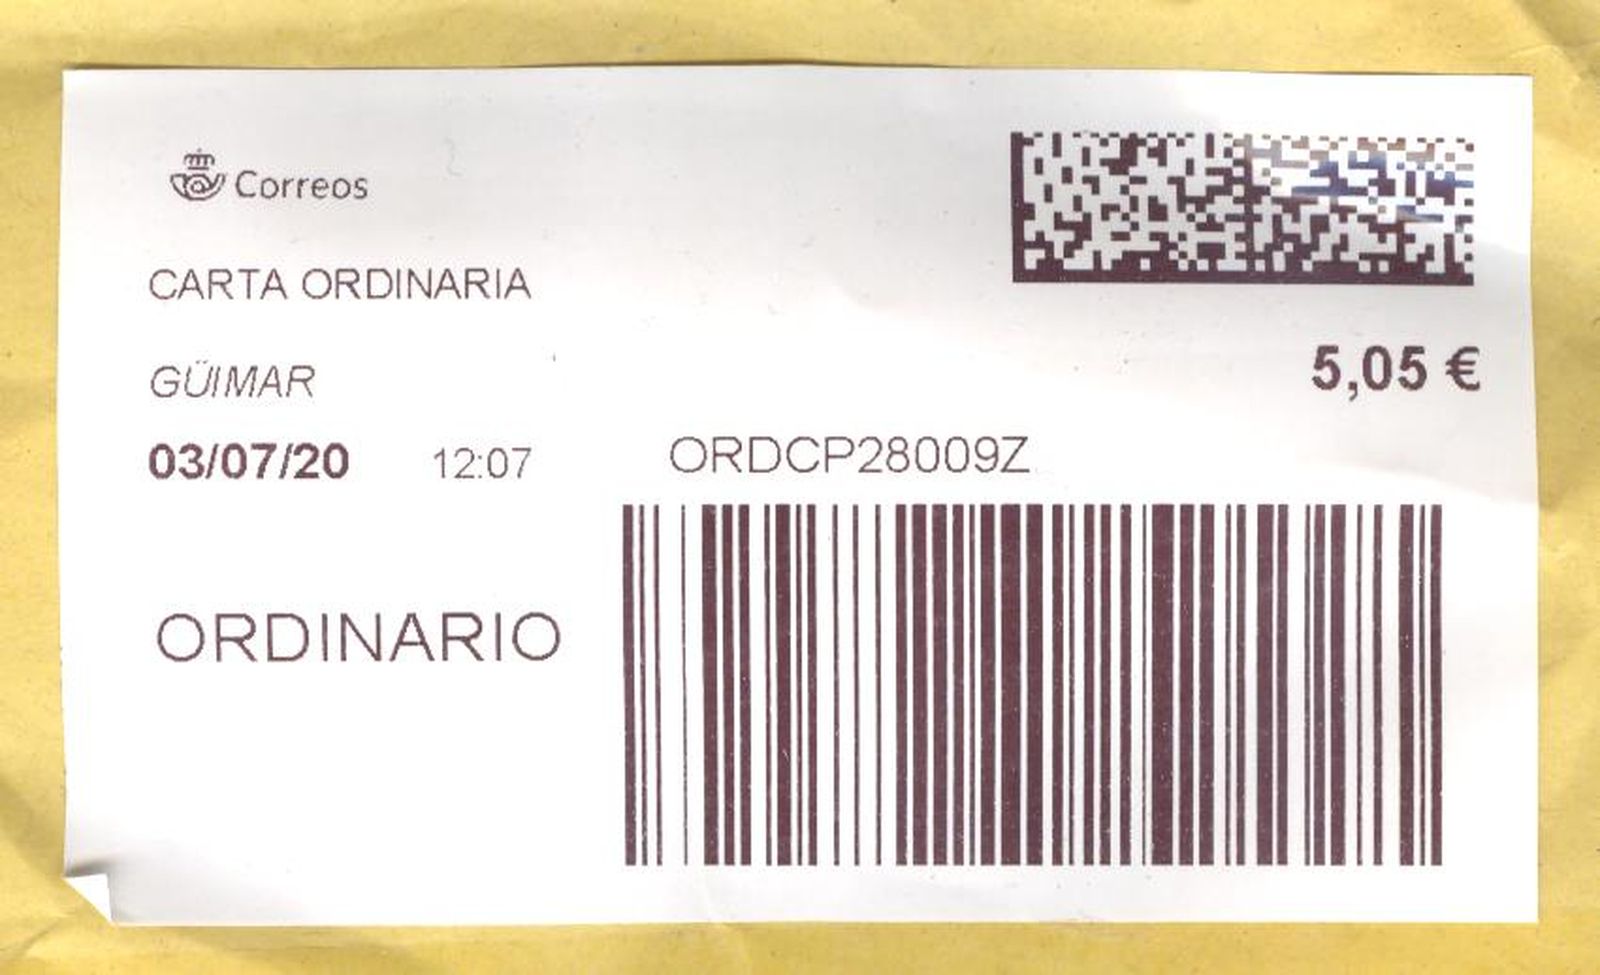 Correos
CARTA ORDINARIA
5,05 €
GÜIMAR
03/07/20 12:07
ORDCP28009Z
ORDINARIO